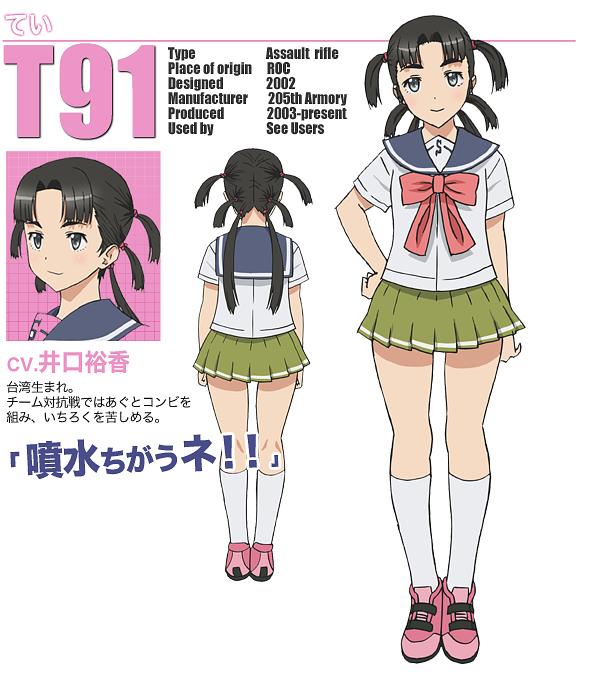 てい
T91
Type Assault rifle
Place of origin ROC
Designed 2002
Manufacturer 205th Armory
Produced 2003-present
Used by See Users
S
CV.井口裕香
台湾生まれ。
チーム対抗戦ではあぐとコンビを
組み、いちろくを苦しめる。
「噴水ちがうネ!!」